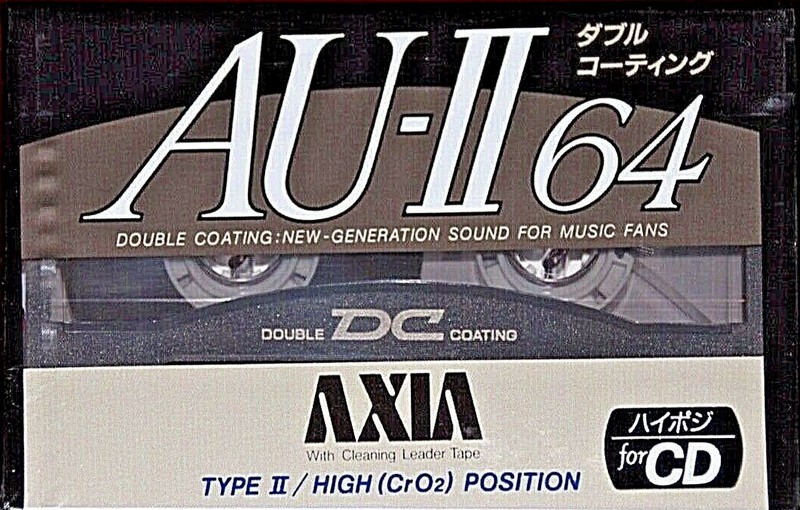 AU-II 64
ダブル
コーティング
DOUBLE COATING:NEW-GENERATION SOUND FOR MUSIC FANS
DOUBLE DC COATING
AXIA
With Cleaning Leader Tape
TYPE II/HIGH (CrO₂) POSITION
ハイポジ
for CD